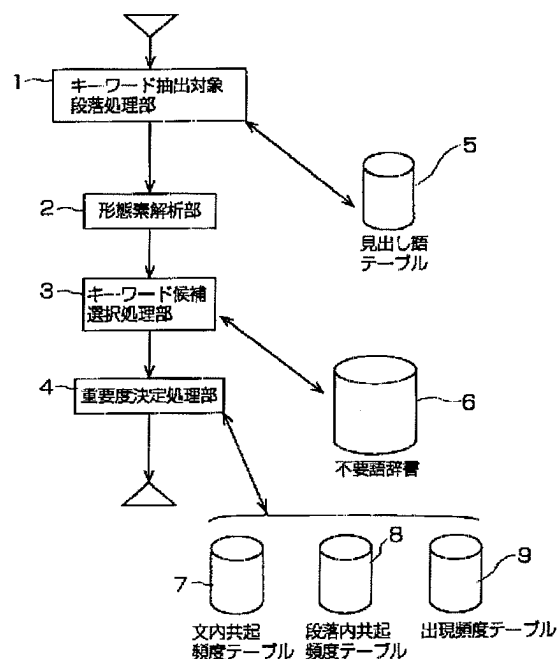 1
キーワード抽出対象
段落処理部
5
見出し語
テーブル
2
形態素解析部
3
キーワード候補
選択処理部
4
重要度決定処理部
6
不要語辞書
7
文内共起
頻度テーブル
8
段落内共起
頻度テーブル
9
出現頻度テーブル